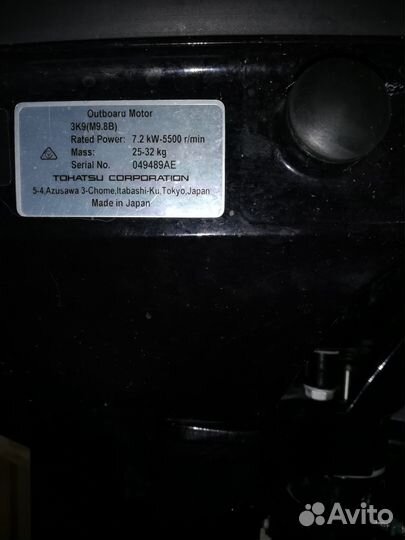 Outboard Motor
3K9(M9.8B)
Rated Power: 7.2 kW-5500 r/min
Mass: 25-32 kg
Serial No. 049489AE
TOHATSU CORPORATION
5-4,Azusawa 3-Chome,Itabashi-Ku,Tokyo,Japan
Made in Japan
Avito